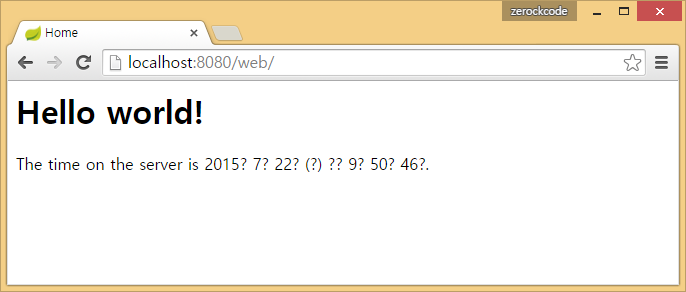 zerockcode
Home
localhost:8080/web/
Hello world!
The time on the server is 2015? 7? 22? (?) ?? 9? 50? 46?.